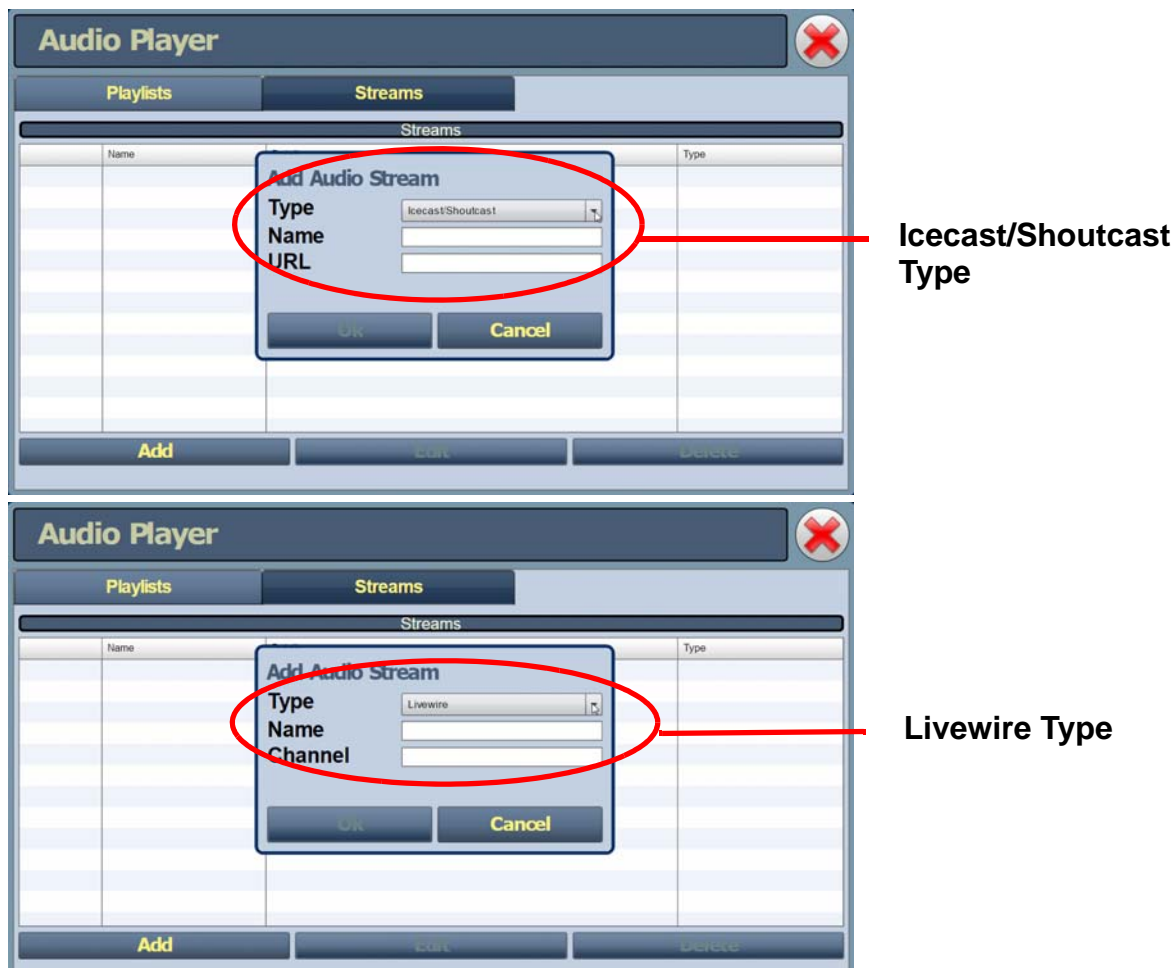 Audio Player
Playlists Streams
Streams
Name Type
Add Audio Stream
Type Icecast/Shoutcast
Name
URL
Ok Cancel
Add Edit Delete
Icecast/Shoutcast
Type
Audio Player
Playlists Streams
Streams
Name Type
Add Audio Stream
Type Livewire
Name
Channel
Ok Cancel
Add Edit Delete
Livewire Type